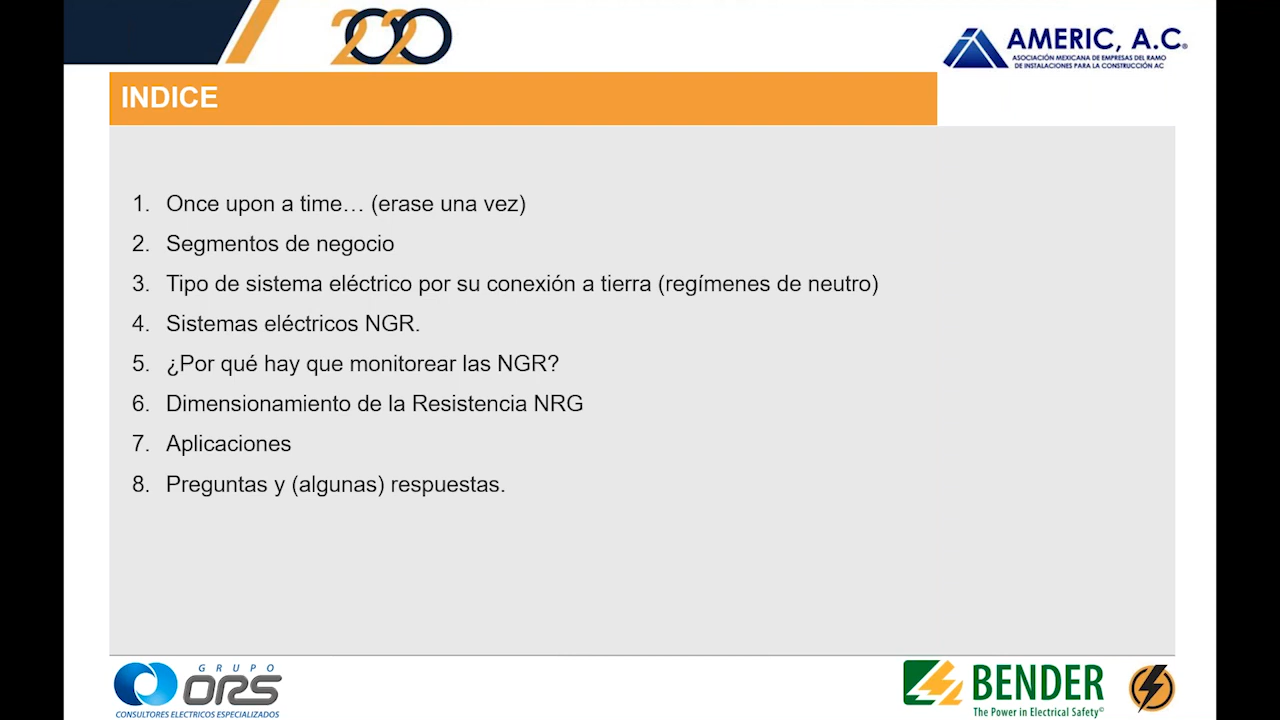 2020
AMERIC, A.C.®
ASOCIACIÓN MEXICANA DE EMPRESAS DEL RAMO
DE INSTALACIONES PARA LA CONSTRUCCIÓN AC
INDICE
1. Once upon a time… (erase una vez)
2. Segmentos de negocio
3. Tipo de sistema eléctrico por su conexión a tierra (regímenes de neutro)
4. Sistemas eléctricos NGR.
5. ¿Por qué hay que monitorear las NGR?
6. Dimensionamiento de la Resistencia NRG
7. Aplicaciones
8. Preguntas y (algunas) respuestas.
GRUPO
ORS
CONSULTORES ELECTRICOS ESPECIALIZADOS
BENDER
The Power in Electrical Safety©